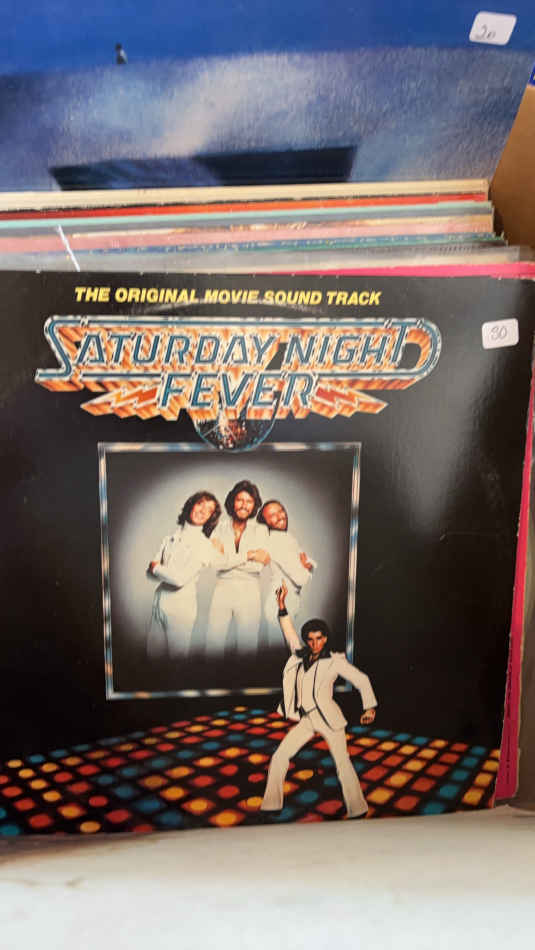 20
THE ORIGINAL MOVIE SOUND TRACK
SATURDAY NIGHT
FEVER
30